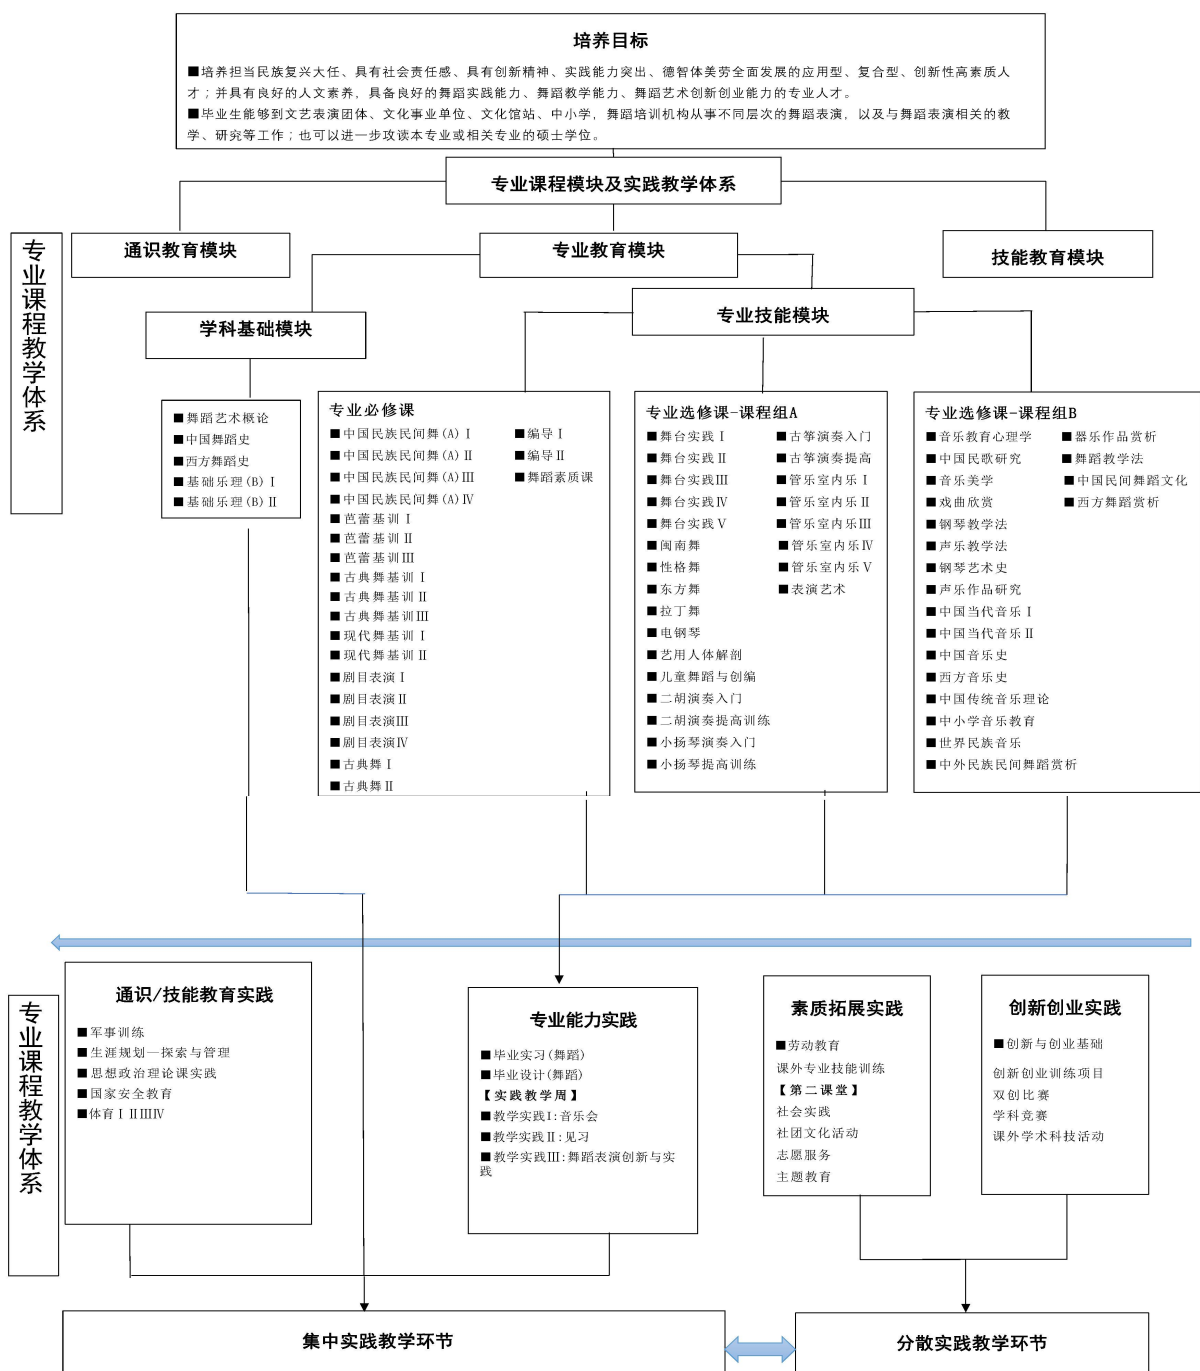 培养目标
■培养担当民族复兴大任、具有社会责任感、具有创新精神、实践能力突出、德智体美劳全面发展的应用型、复合型、创新性高素质人
才；并具有良好的人文素养，具备良好的舞蹈实践能力、舞蹈教学能力、舞蹈艺术创新创业能力的专业人才。
■毕业生能够到文艺表演团体、文化事业单位、文化馆站、中小学，舞蹈培训机构从事不同层次的舞蹈表演，以及与舞蹈表演相关的教
学、研究等工作；也可以进一步攻读本专业或相关专业的硕士学位。
专业课程模块及实践教学体系
专业课程教学体系
通识教育模块
专业教育模块
技能教育模块
学科基础模块
专业技能模块
■舞蹈艺术概论
■中国舞蹈史
■西方舞蹈史
■基础乐理(B)Ⅰ
■基础乐理(B)Ⅱ
专业必修课
■中国民族民间舞(A)Ⅰ
■中国民族民间舞(A)Ⅱ
■中国民族民间舞(A)Ⅲ
■中国民族民间舞(A)Ⅳ
■芭蕾基训Ⅰ
■芭蕾基训Ⅱ
■芭蕾基训Ⅲ
■古典舞基训Ⅰ
■古典舞基训Ⅱ
■古典舞基训Ⅲ
■现代舞基训Ⅰ
■现代舞基训Ⅱ
■剧目表演Ⅰ
■剧目表演Ⅱ
■剧目表演Ⅲ
■剧目表演Ⅳ
■古典舞Ⅰ
■古典舞Ⅱ
■编导Ⅰ
■编导Ⅱ
■舞蹈素质课
专业选修课-课程组A
■舞台实践Ⅰ
■舞台实践Ⅱ
■舞台实践Ⅲ
■舞台实践Ⅳ
■舞台实践Ⅴ
■闽南舞
■性格舞
■东方舞
■拉丁舞
■电钢琴
■艺用人体解剖
■儿童舞蹈与创编
■二胡演奏入门
■二胡演奏提高训练
■小扬琴演奏入门
■小扬琴提高训练
■古筝演奏入门
■古筝演奏提高
■管乐室内乐Ⅰ
■管乐室内乐Ⅱ
■管乐室内乐Ⅲ
■管乐室内乐Ⅳ
■管乐室内乐Ⅴ
■表演艺术
专业选修课-课程组B
■音乐教育心理学
■中国民歌研究
■音乐美学
■戏曲欣赏
■钢琴教学法
■声乐教学法
■钢琴艺术史
■声乐作品研究
■中国当代音乐Ⅰ
■中国当代音乐Ⅱ
■中国音乐史
■西方音乐史
■中国传统音乐理论
■中小学音乐教育
■世界民族音乐
■中外民族民间舞蹈赏析
■器乐作品赏析
■舞蹈教学法
■中国民间舞蹈文化
■西方舞蹈赏析
专业课程教学体系
通识/技能教育实践
■军事训练
■生涯规划—探索与管理
■思想政治理论课实践
■国家安全教育
■体育ⅠⅡⅢⅣ
专业能力实践
■毕业实习(舞蹈)
■毕业设计(舞蹈)
【实践教学周】
■教学实践Ⅰ:音乐会
■教学实践Ⅱ:见习
■教学实践Ⅲ:舞蹈表演创新与实
践
素质拓展实践
■劳动教育
课外专业技能训练
【第二课堂】
社会实践
社团文化活动
志愿服务
主题教育
创新创业实践
■创新与创业基础
创新创业训练项目
双创比赛
学科竞赛
课外学术科技活动
集中实践教学环节
分散实践教学环节